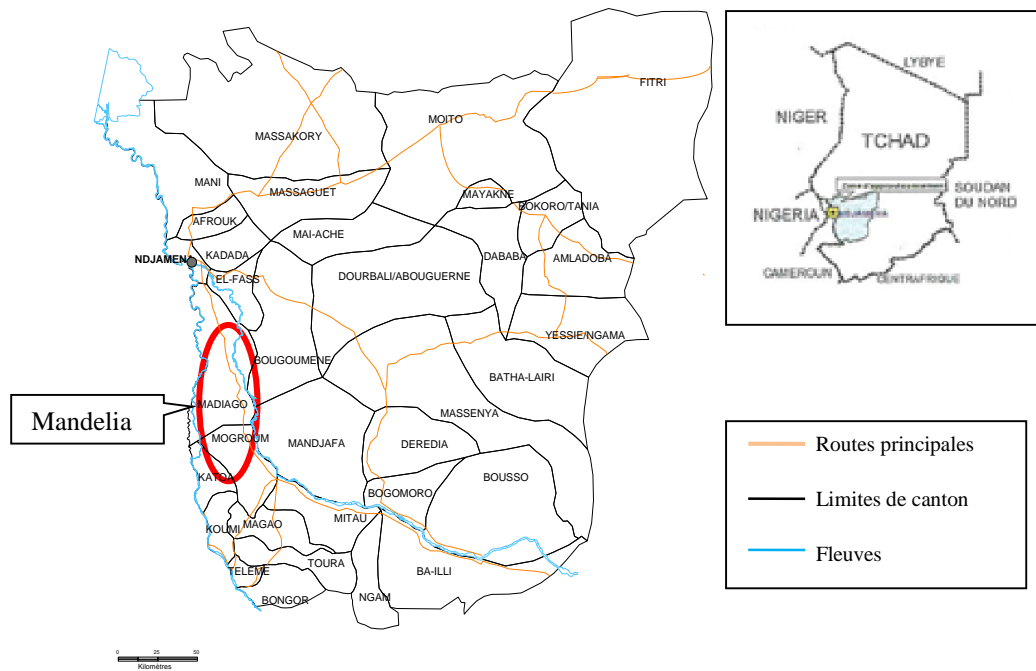 FITRI
MOITO
MASSAKORY
MANI
MASSAGUET
MAYAKNE
BOKORO/TANIA
AFROUK
MAI-ACHE
KADADA
NDJAMENA
DABABA
AMLADOBA
EL-FASS
DOURBALI/ABOUGUERNE
YESSIE/NGAMA
BOUGOUMENE
BATHA-LAIRI
MADIAGO
MASSENYA
MOGROUM
MANDJAFA
DEREDIA
KATOA
BOUSSO
BOGOMORO
KOUMI
MAGAO
MITAU
TOURA
TELEME
BA-ILLI
BONGOR
NGAM
0 25 50
Kilomètres
Mandelia
LYBYE
NIGER
TCHAD
SOUDAN
DU NORD
NIGERIA
CAMEROUN
CENTRAFRIQUE
Routes principales
Limites de canton
Fleuves